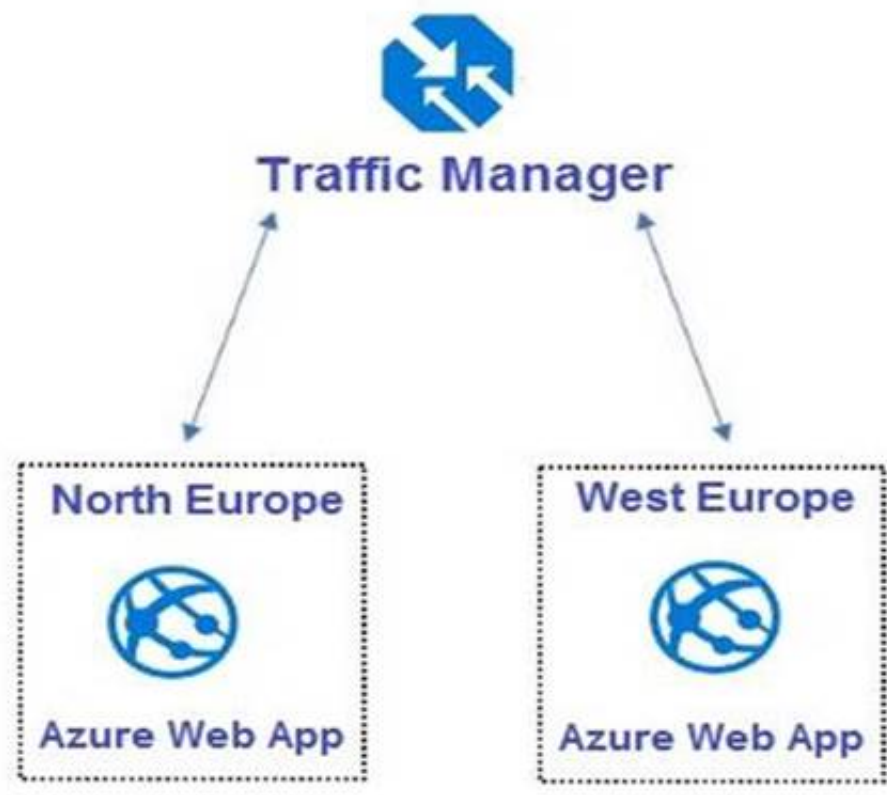 Traffic Manager
North Europe
Azure Web App
West Europe
Azure Web App